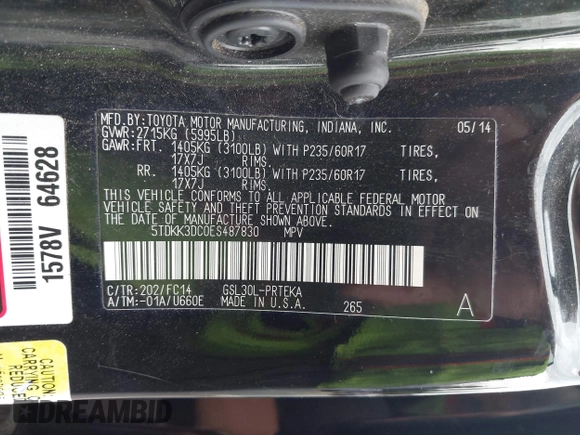 MFD.BY:TOYOTA MOTOR MANUFACTURING, INDIANA, INC. 05/14
GVWR:2715KG (5995LB)
GAWR:FRT. 1405KG (3100LB) WITH P235/60R17 TIRES,
17X7J RIMS.
RR. 1405KG (3100LB) WITH P235/60R17 TIRES,
17X7J RIMS.
THIS VEHICLE CONFORMS TO ALL APPLICABLE FEDERAL MOTOR
VEHICLE SAFETY AND THEFT PREVENTION STANDARDS IN EFFECT ON
THE DATE OF MANUFACTURE SHOWN ABOVE.
5TDKK3DC0ES487830 MPV
C/TR:202/FC14 GSL30L-PRTEKA
A/TM:-01A/U660E MADE IN U.S.A. 265 A
1578V 64628
CAUTION
CARRYING
REDUCE
DREAMBID